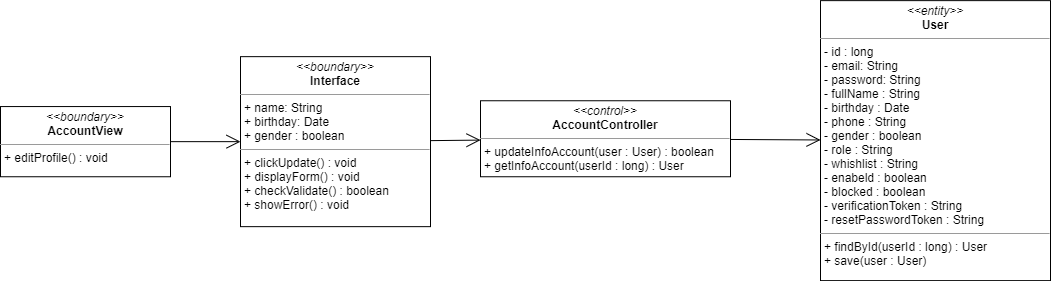 <<boundary>>
AccountView
+ editProfile() : void
<<boundary>>
Interface
+ name: String
+ birthday: Date
+ gender : boolean
+ clickUpdate() : void
+ displayForm() : void
+ checkValidate() : boolean
+ showError() : void
<<control>>
AccountController
+ updateInfoAccount(user : User) : boolean
+ getInfoAccount(userId : long) : User
<<entity>>
User
- id : long
- email: String
- password: String
- fullName : String
- birthday : Date
- phone : String
- gender : boolean
- role : String
- whishlist : String
- enabeld : boolean
- blocked : boolean
- verificationToken : String
- resetPasswordToken : String
+ findById(userId : long) : User
+ save(user : User)